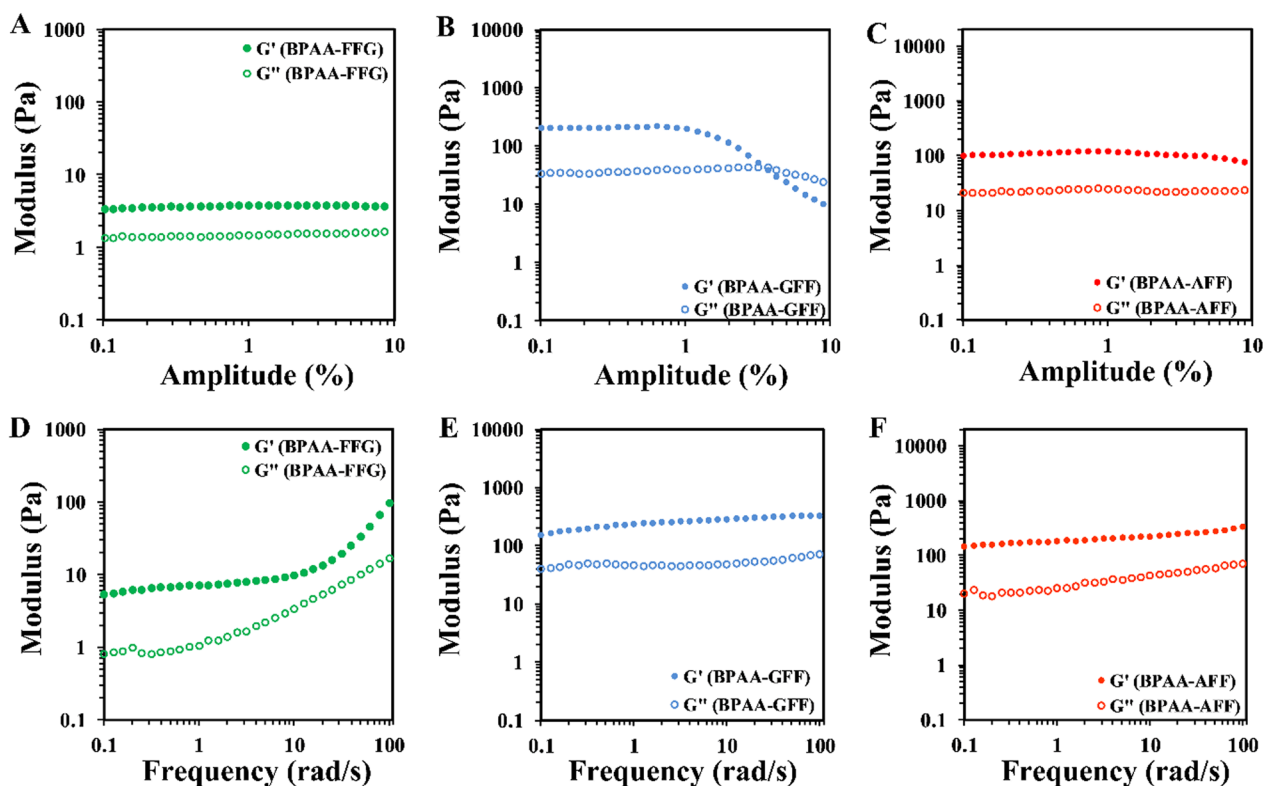 A
Modulus (Pa)
1000
100
10
1
0.1
G' (BPAA-FFG)
G'' (BPAA-FFG)
0.1
1
10
Amplitude (%)
B
Modulus (Pa)
10000
1000
100
10
1
0.1
G' (BPAA-GFF)
G'' (BPAA-GFF)
0.1
1
10
Amplitude (%)
C
Modulus (Pa)
10000
1000
100
10
1
0.1
G' (BPAA-AFF)
G'' (BPAA-AFF)
0.1
1
10
Amplitude (%)
D
Modulus (Pa)
1000
100
10
1
0.1
G' (BPAA-FFG)
G'' (BPAA-FFG)
0.1
1
10
100
Frequency (rad/s)
E
Modulus (Pa)
10000
1000
100
10
1
0.1
G' (BPAA-GFF)
G'' (BPAA-GFF)
0.1
1
10
100
Frequency (rad/s)
F
Modulus (Pa)
10000
1000
100
10
1
0.1
G' (BPAA-AFF)
G'' (BPAA-AFF)
0.1
1
10
100
Frequency (rad/s)